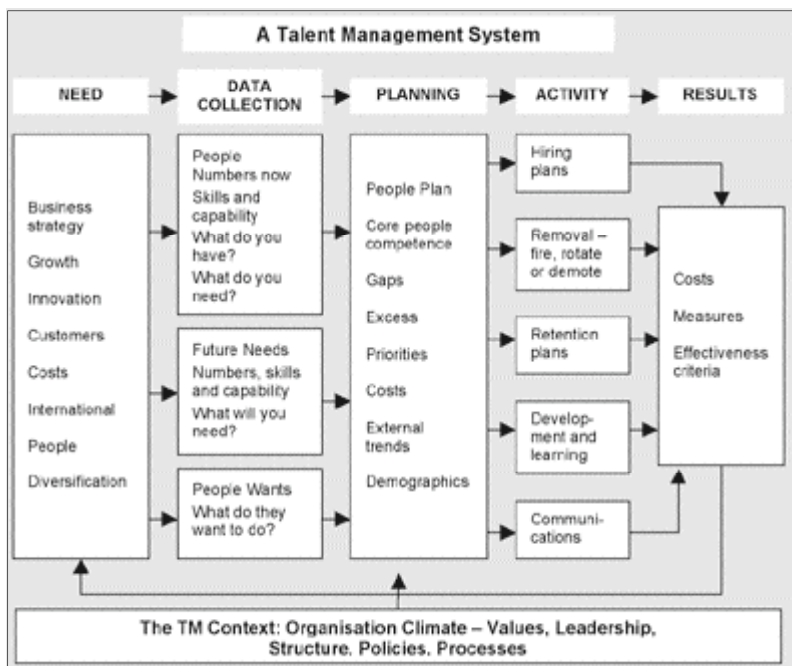 A Talent Management System
NEED
DATA
COLLECTION
PLANNING
ACTIVITY
RESULTS
Business
strategy
Growth
Innovation
Customers
Costs
International
People
Diversification
People
Numbers now
Skills and
capability
What do you
have?
What do you
need?
Future Needs
Numbers, skills
and capability
What will you
need?
People Wants
What do they
want to do?
People Plan
Core people
competence
Gaps
Excess
Priorities
Costs
External
trends
Demographics
Hiring
plans
Removal –
fire, rotate
or demote
Retention
plans
Develop-
ment and
learning
Communi-
cations
Costs
Measures
Effectiveness
criteria
The TM Context: Organisation Climate – Values, Leadership,
Structure, Policies, Processes